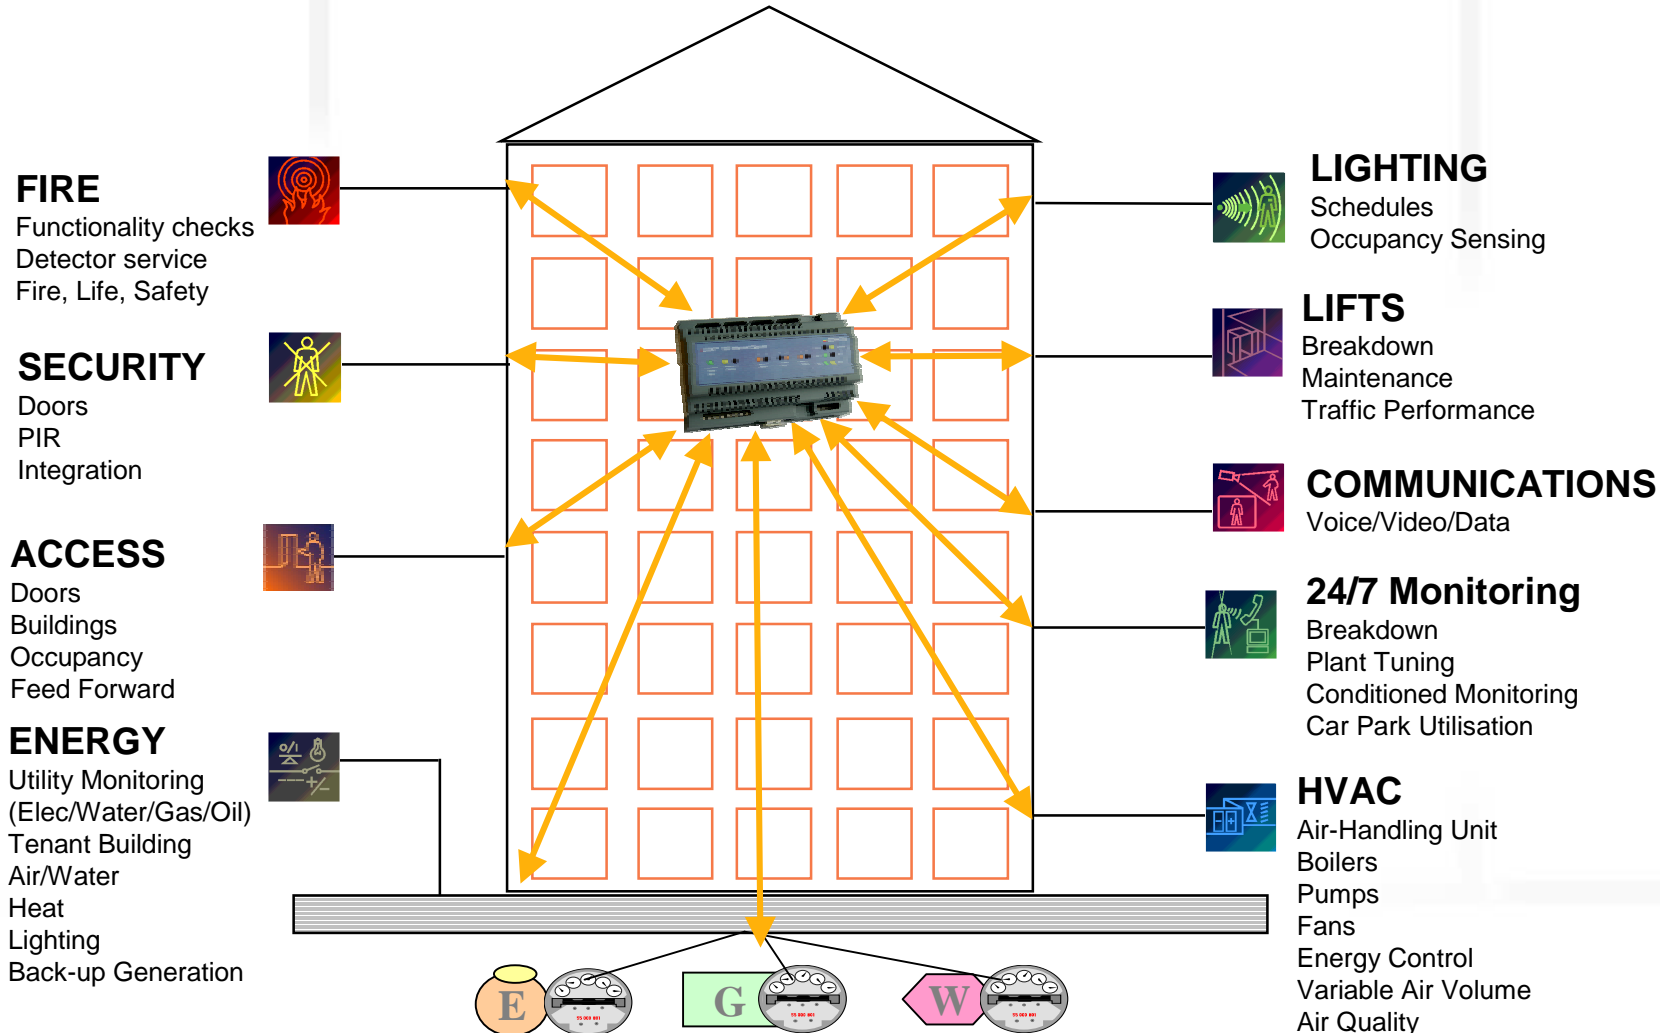 FIRE
Functionality checks
Detector service
Fire, Life, Safety
SECURITY
Doors
PIR
Integration
ACCESS
Doors
Buildings
Occupancy
Feed Forward
ENERGY
Utility Monitoring
(Elec/Water/Gas/Oil)
Tenant Building
Air/Water
Heat
Lighting
Back-up Generation
LIGHTING
Schedules
Occupancy Sensing
LIFTS
Breakdown
Maintenance
Traffic Performance
COMMUNICATIONS
Voice/Video/Data
24/7 Monitoring
Breakdown
Plant Tuning
Conditioned Monitoring
Car Park Utilisation
HVAC
Air-Handling Unit
Boilers
Pumps
Fans
Energy Control
Variable Air Volume
Air Quality
E
G
W